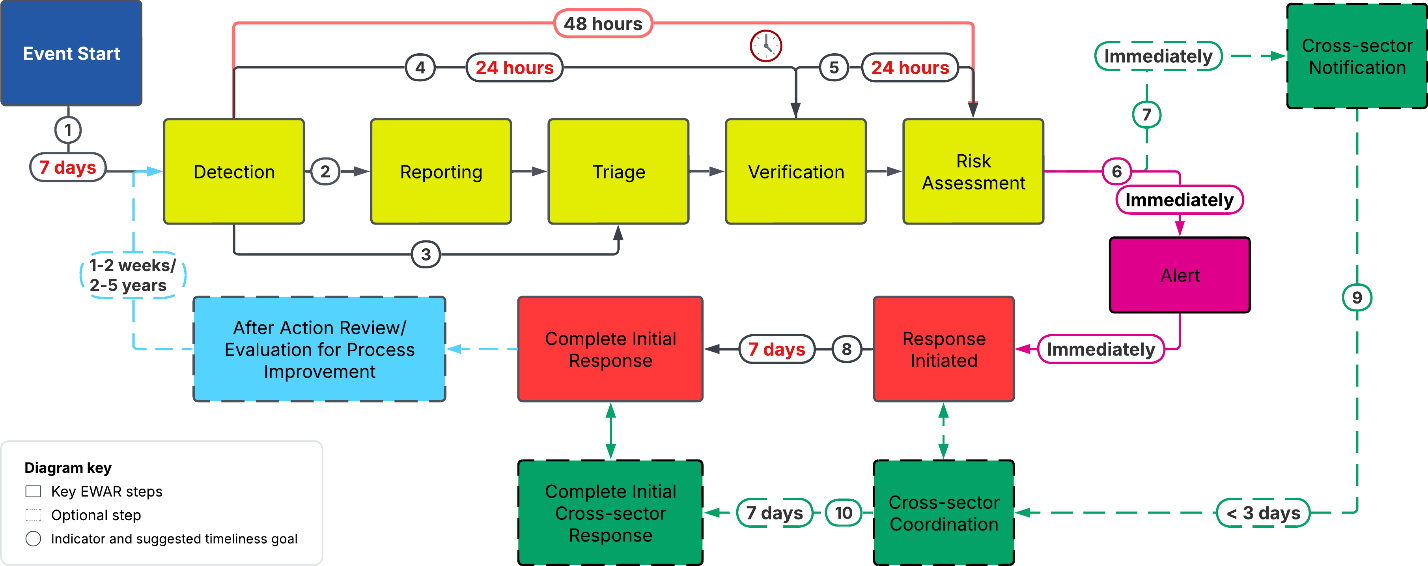 48 hours
Event Start
Immediately
Cross-sector
Notification
4
24 hours
5
24 hours
1
7
7 days
Detection
2
Reporting
Triage
Verification
Risk
Assessment
6
Immediately
3
1-2 weeks/
2-5 years
Alert
9
After Action Review/
Evaluation for Process
Improvement
Complete Initial
Response
7 days
8
Response
Initiated
Immediately
Diagram key
Key EWAR steps
Optional step
Indicator and suggested timeliness goal
Complete Initial
Cross-sector
Response
7 days
10
Cross-sector
Coordination
< 3 days